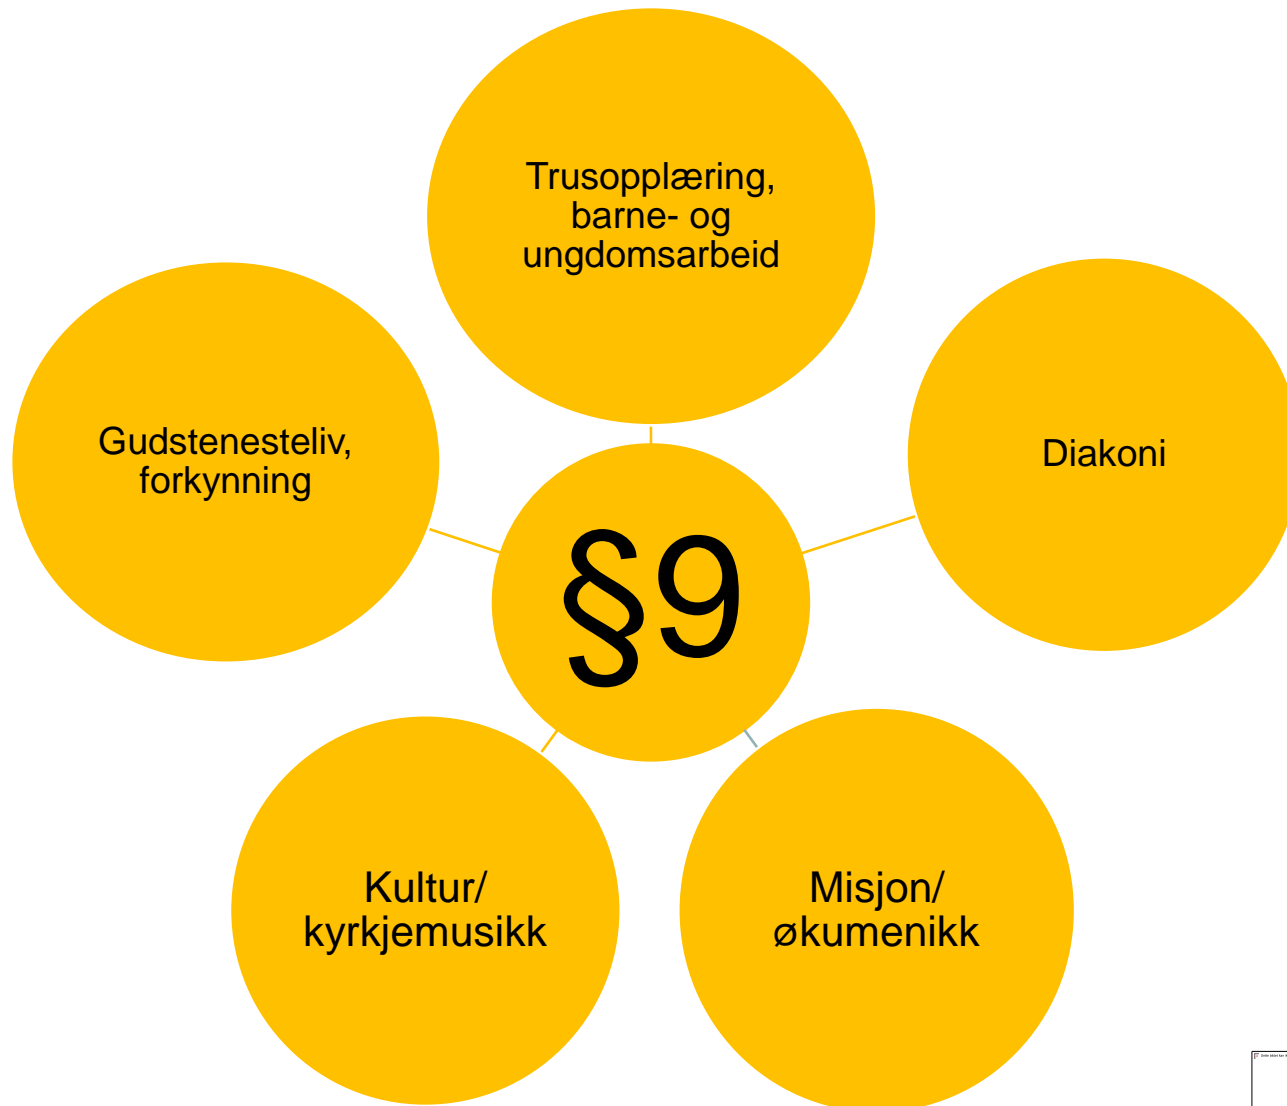 Trusopplæring,
barne- og
ungdomsarbeid
Gudstenesteliv,
forkynning
Diakoni
§9
Kultur/
kyrkjemusikk
Misjon/
økumenikk